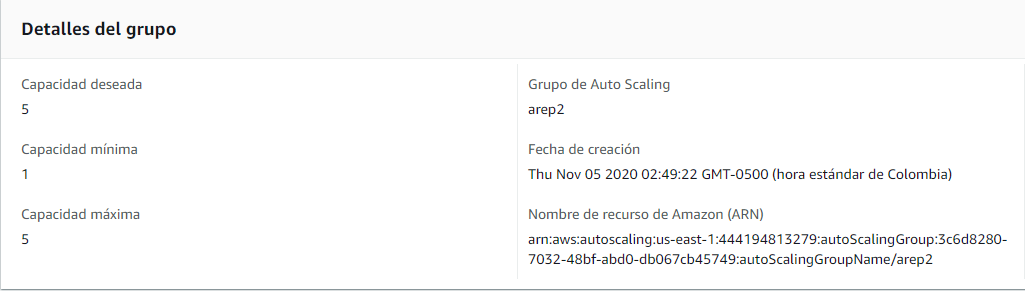 Detalles del grupo
Capacidad deseada
5
Capacidad mínima
1
Capacidad máxima
5
Grupo de Auto Scaling
arep2
Fecha de creación
Thu Nov 05 2020 02:49:22 GMT-0500 (hora estándar de Colombia)
Nombre de recurso de Amazon (ARN)
arn:aws:autoscaling:us-east-1:444194813279:autoScalingGroup:3c6d8280-
7032-48bf-abd0-db067cb45749:autoScalingGroupName/arep2